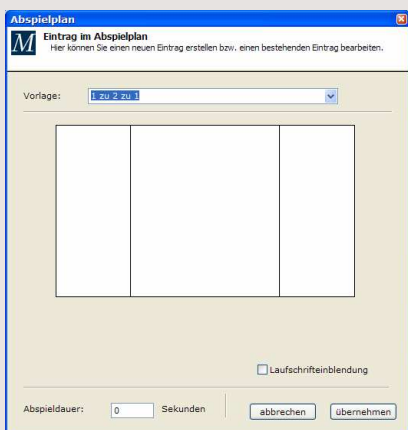 Abspielplan
M
Eintrag im Abspielplan
Hier können Sie einen neuen Eintrag erstellen bzw. einen bestehenden Eintrag bearbeiten.
Vorlage: 1 zu 2 zu 1
Laufschrifteinblendung
Abspieldauer: 0 Sekunden abbrechen übernehmen